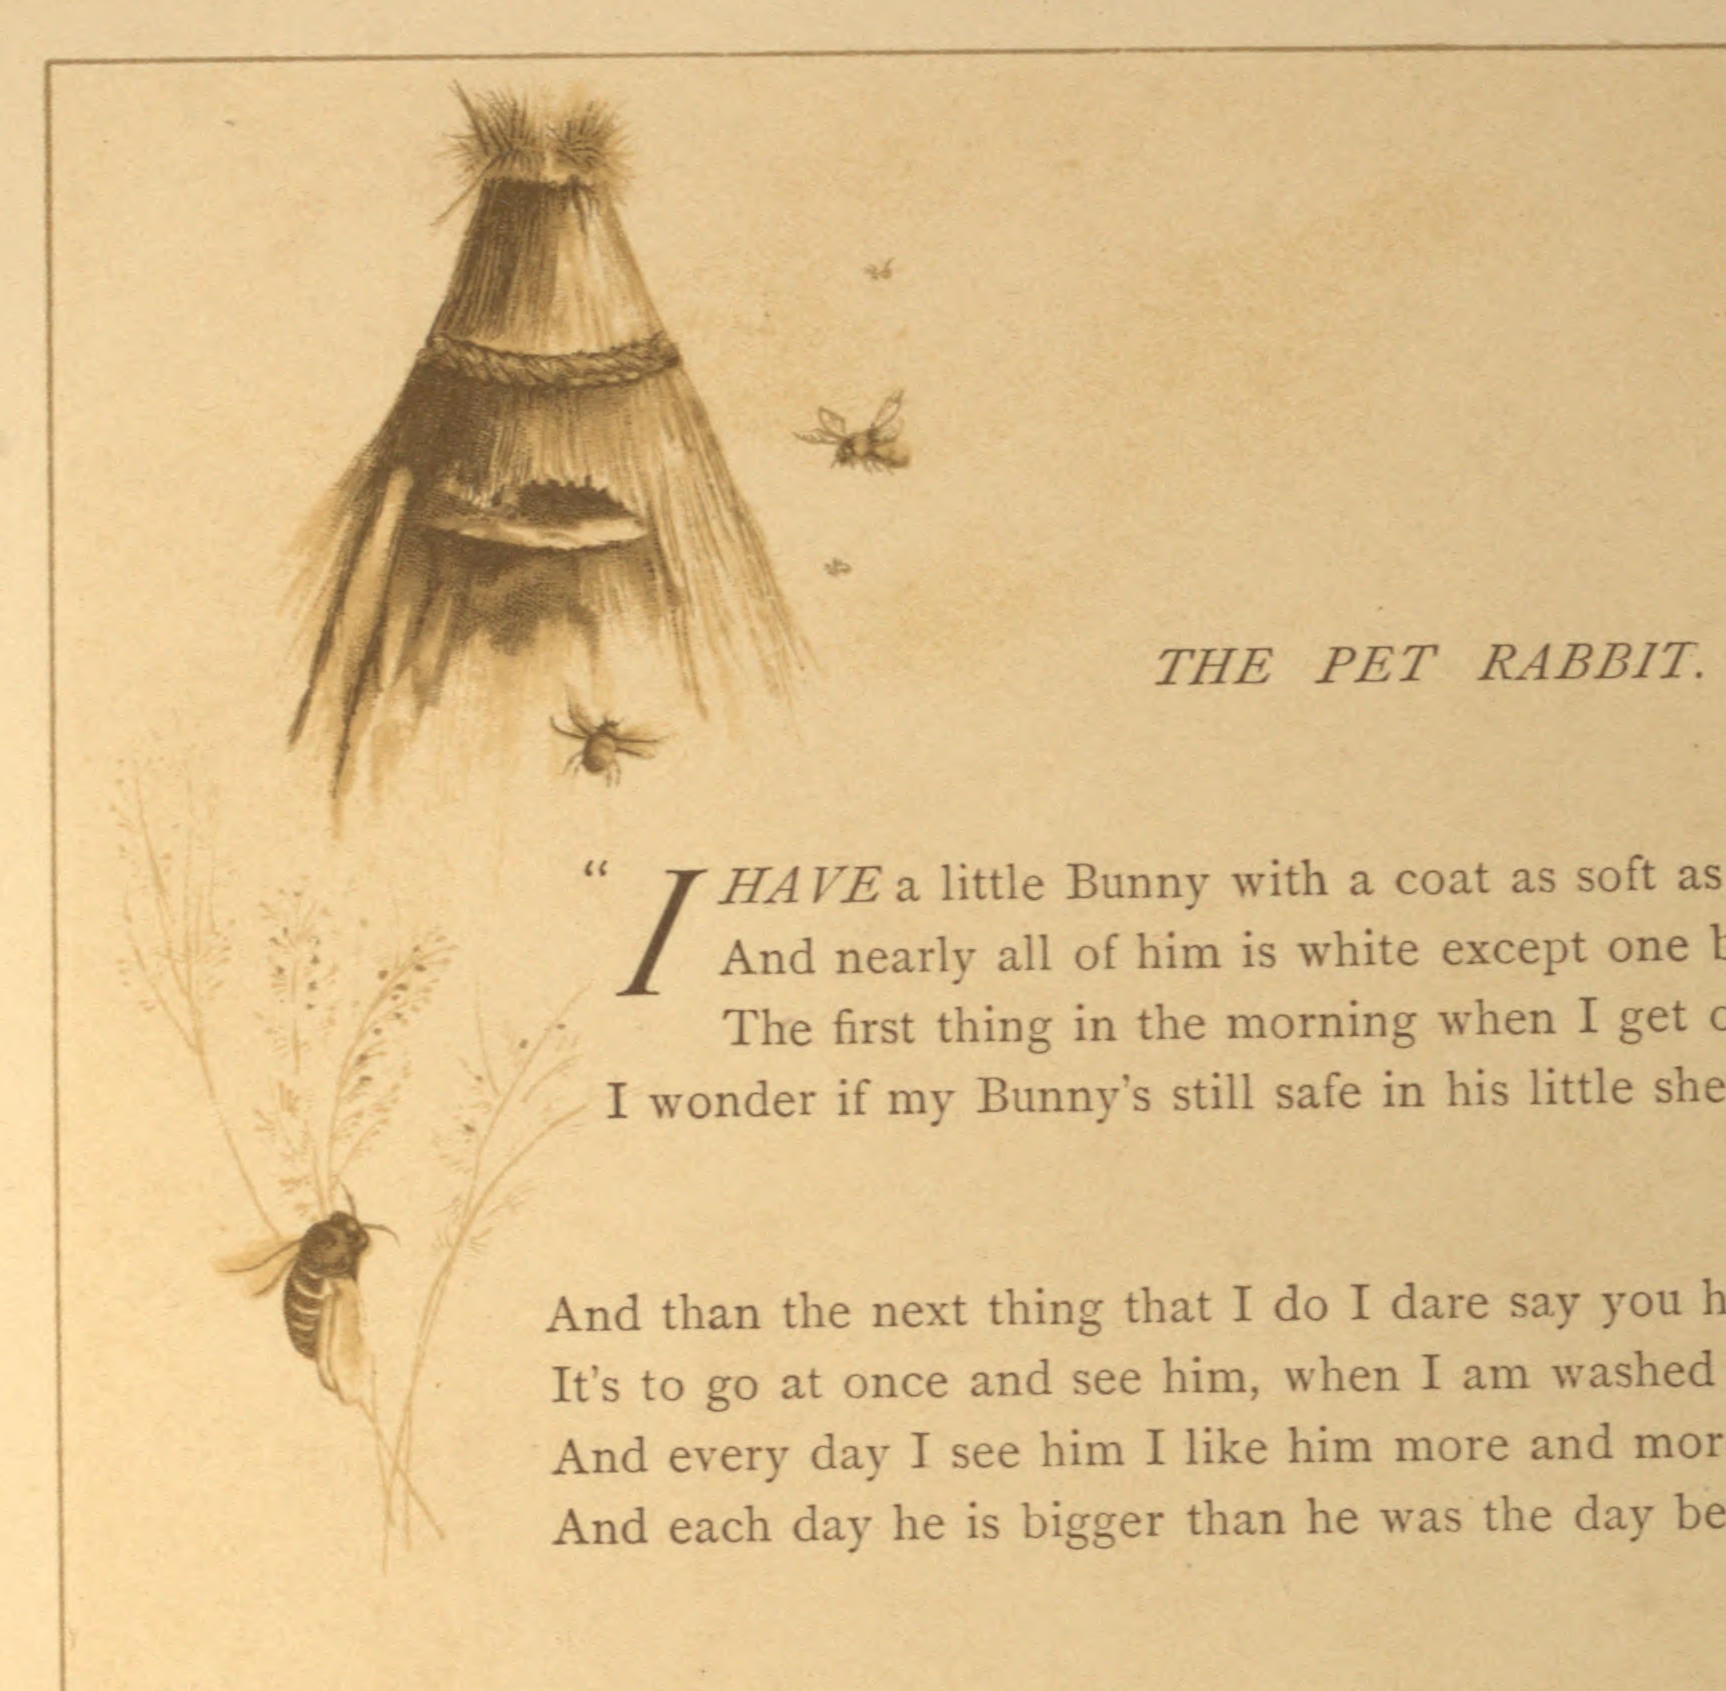 THE PET RABBIT.
“ I HAVE a little Bunny with a coat as soft as
And nearly all of him is white except one
The first thing in the morning when I get
I wonder if my Bunny's still safe in his little
And than the next thing that I do I dare say you
It's to go at once and see him, when I am washed
And every day I see him I like him more and
And each day he is bigger than he was the day